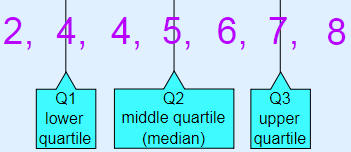 2, 4, 4, 5, 6, 7, 8
Q1
lower
quartile
Q2
middle quartile
(median)
Q3
upper
quartile